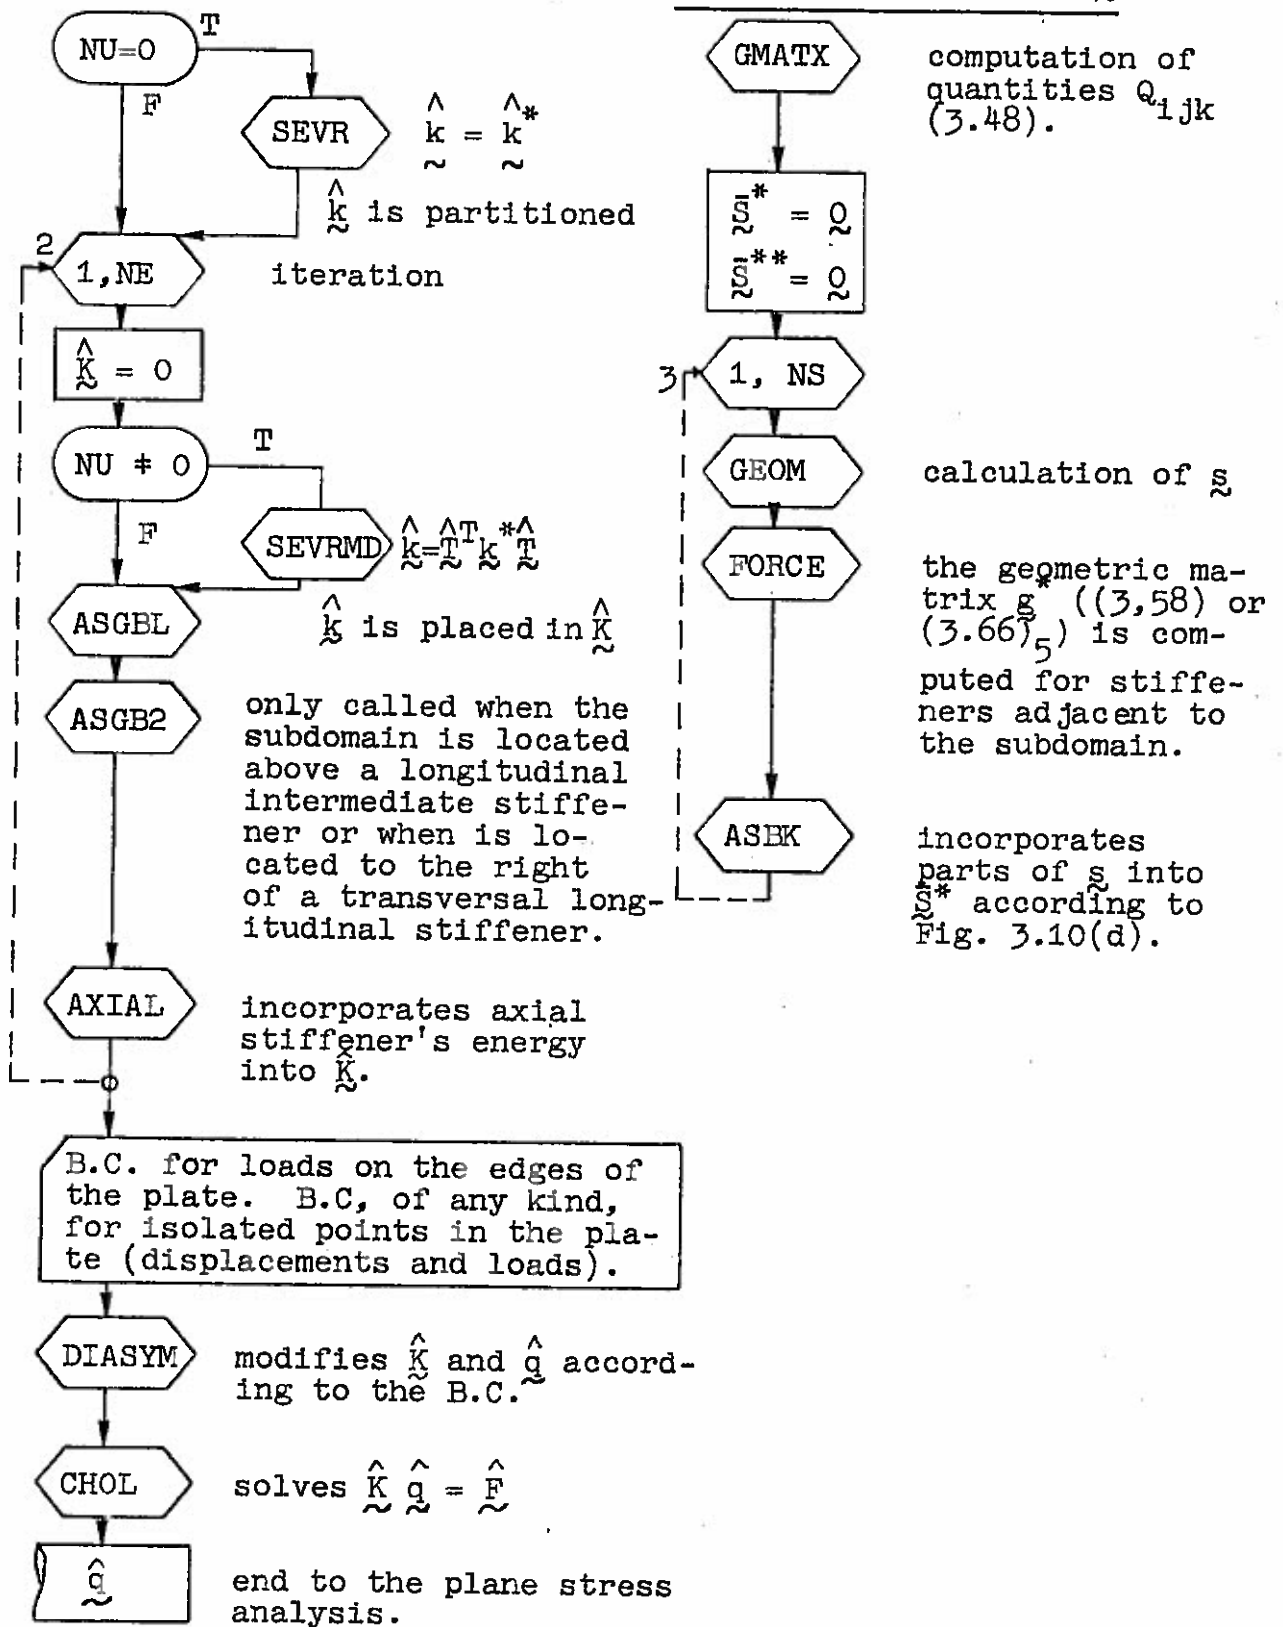 NU=0
T
F
SEVR
k̂ = k̂*
k̂ is partitioned
2
1,NE
iteration
K̂ = 0
NU ≠ 0
T
F
SEVRMD
k̂=T̂ᵀk*T̂
ASGBL
k̂ is placed in K̂
ASGB2
only called when the
subdomain is located
above a longitudinal
intermediate stiffe-
ner or when is lo-
cated to the right
of a transversal long-
itudinal stiffener.
AXIAL
incorporates axial
stiffener's energy
into K̂.
B.C. for loads on the edges of
the plate. B.C, of any kind,
for isolated points in the pla-
te (displacements and loads).
DIASYM
modifies K̂ and q̂ accord-
ing to the B.C.
CHOL
solves K̂ q̂ = F̂
q̂
end to the plane stress
analysis.
GMATX
computation of
quantities Qijk
(3.48).
S̄* = 0
S̄** = 0
3
1, NS
GEOM
calculation of s
FORCE
the geometric ma-
trix g* ((3,58) or
(3.66)5) is com-
puted for stiffe-
ners adjacent to
the subdomain.
ASBK
incorporates
parts of s into
S̄* according to
Fig. 3.10(d).